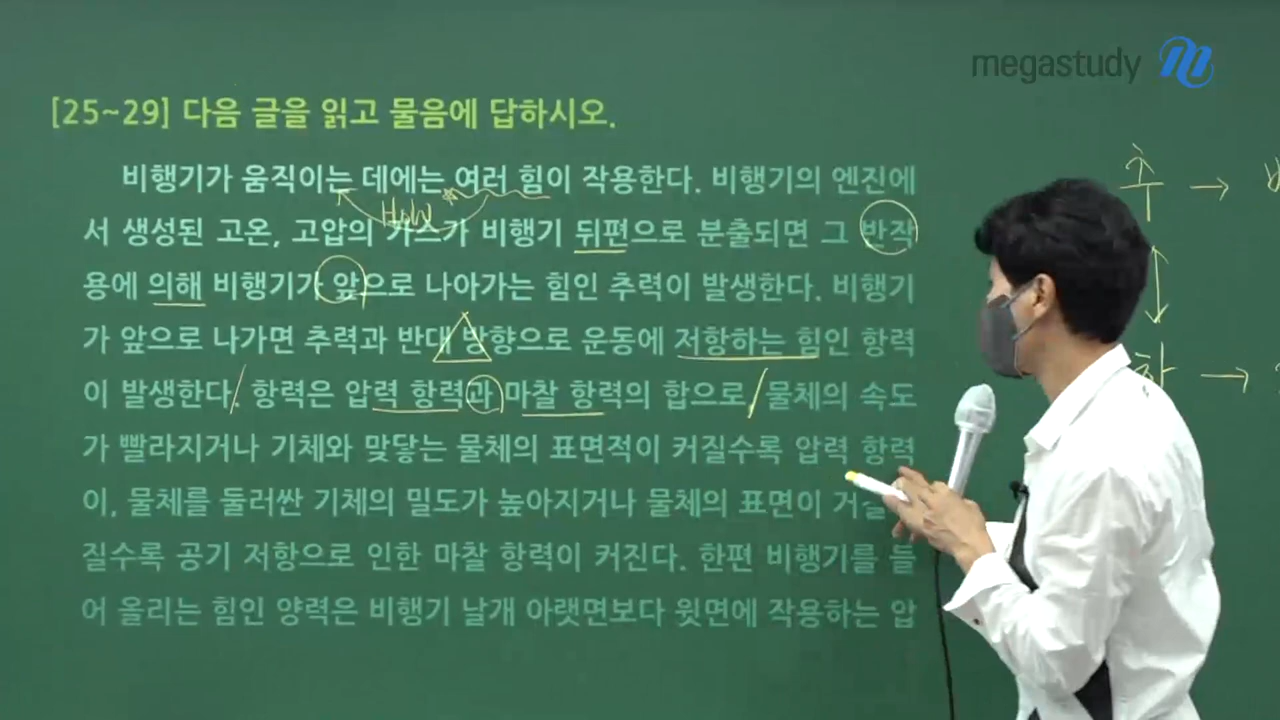 megastudy
[25~29] 다음 글을 읽고 물음에 답하시오.
비행기가 움직이는 데에는 여러 힘이 작용한다. 비행기의 엔진에
How
서 생성된 고온, 고압의 가스가 비행기 뒤편으로 분출되면 그 반작
용에 의해 비행기가 앞으로 나아가는 힘인 추력이 발생한다. 비행기
가 앞으로 나가면 추력과 반대 방향으로 운동에 저항하는 힘인 항력
이 발생한다. 항력은 압력 항력과 마찰 항력의 합으로, 물체의 속도
가 빨라지거나 기체와 맞닿는 물체의 표면적이 커질수록 압력 항력
이, 물체를 둘러싼 기체의 밀도가 높아지거나 물체의 표면이 거
질수록 공기 저항으로 인한 마찰 항력이 커진다. 한편 비행기를 들
어 올리는 힘인 양력은 비행기 날개 아랫면보다 윗면에 작용하는 압
추 →
항 →